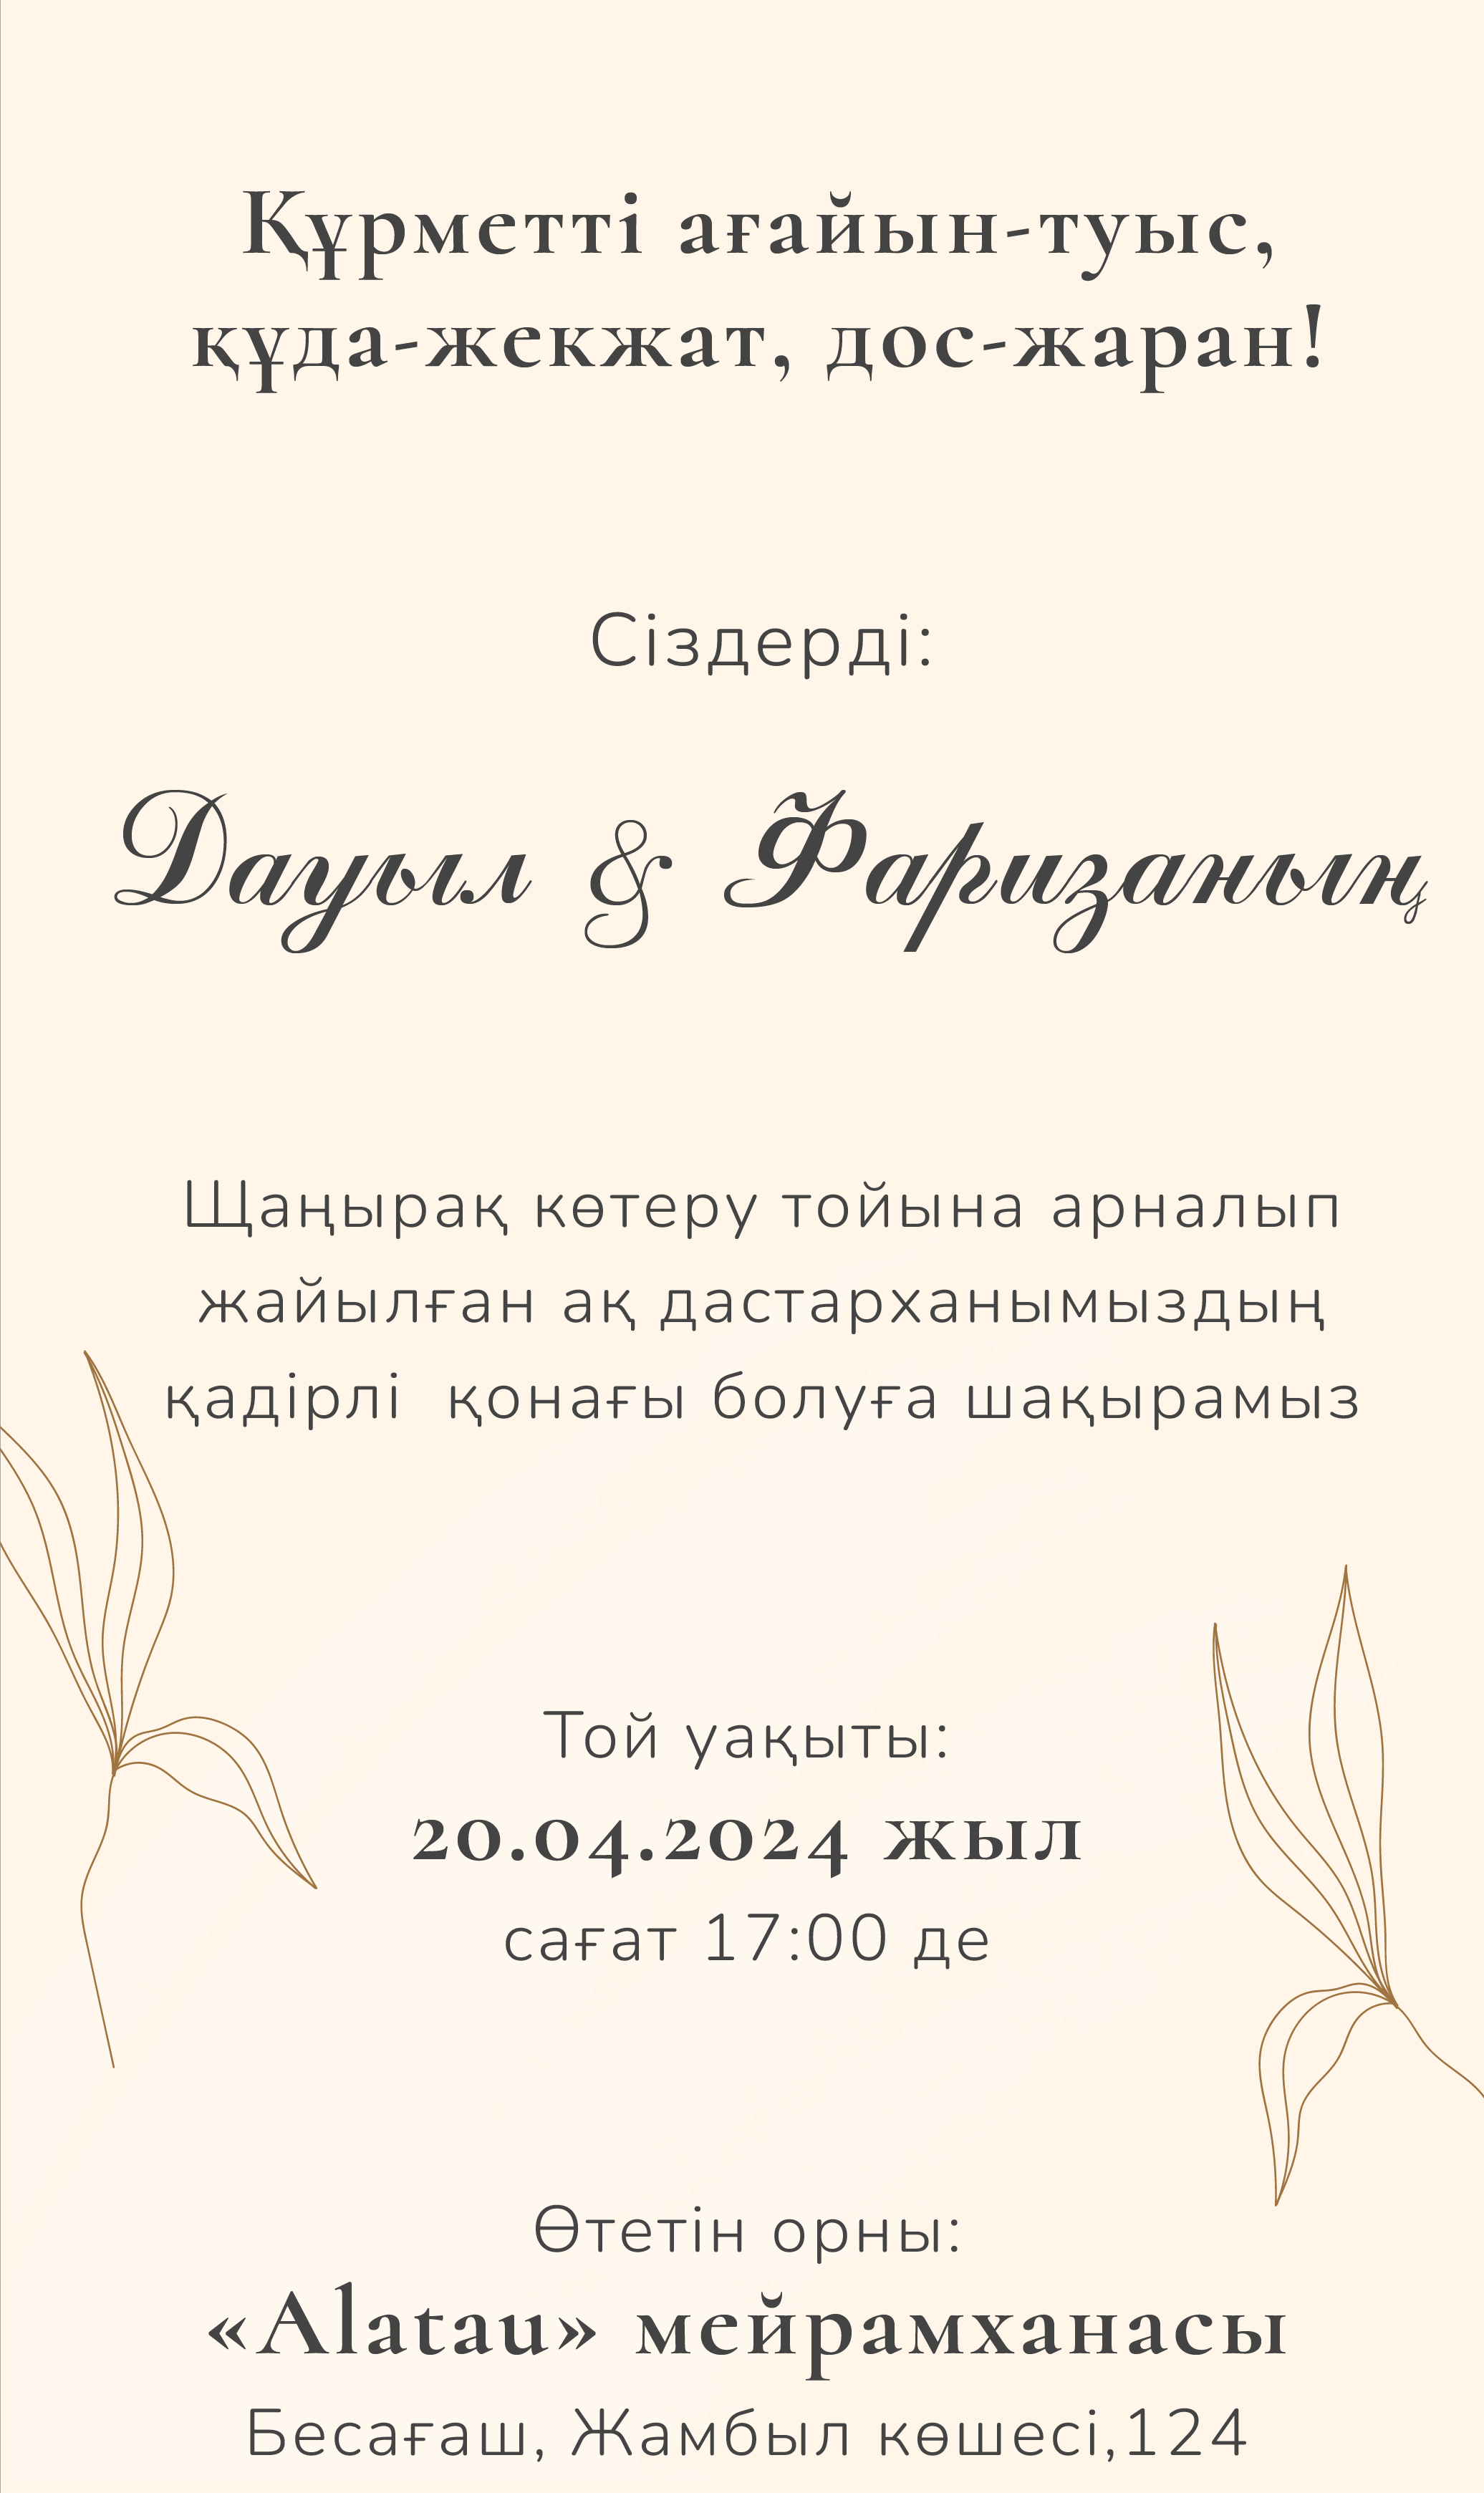 Құрметті ағайын-туыс,
құда-жекжат, дос-жаран!
Сіздерді:
Дауил & Фаризаның
Шаңырақ көтеру тойына арналып
жайылған ақ дастарханымыздың
қадірлі қонағы болуға шақырамыз
Той уақыты:
20.04.2024 жыл
сағат 17:00 де
Өтетін орны:
«Alatau» мейрамханасы
Бесағаш, Жамбыл көшесі,124